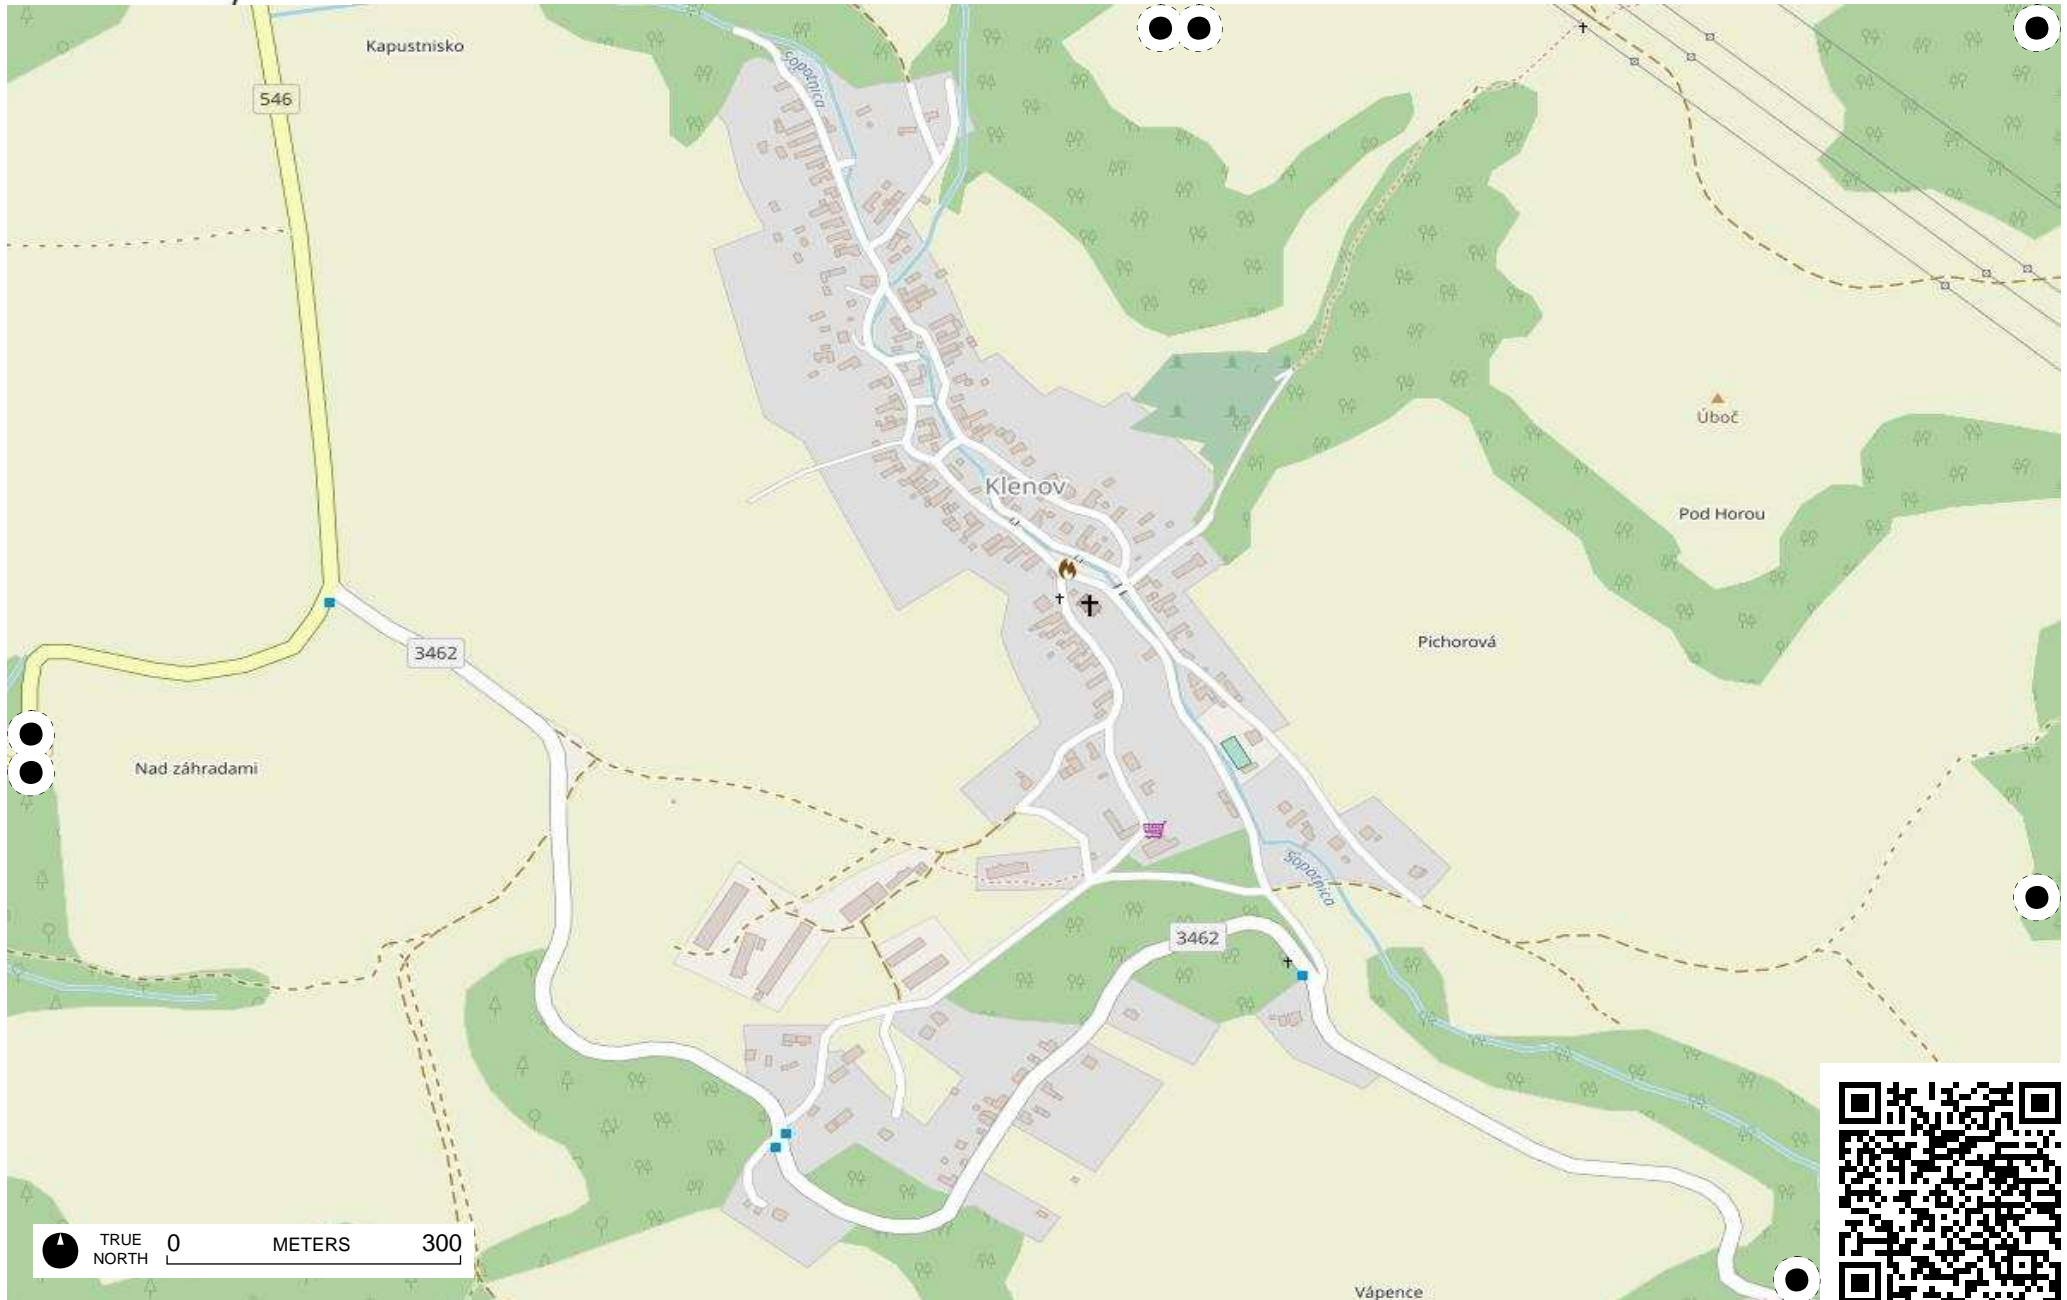 Kapustnisko
Sopotnica
546
Úboč
Klenov
Pod Horou
Pichorová
3462
Nad záhradami
Sopotnica
3462
TRUE
NORTH
0 METERS 300
Vápence